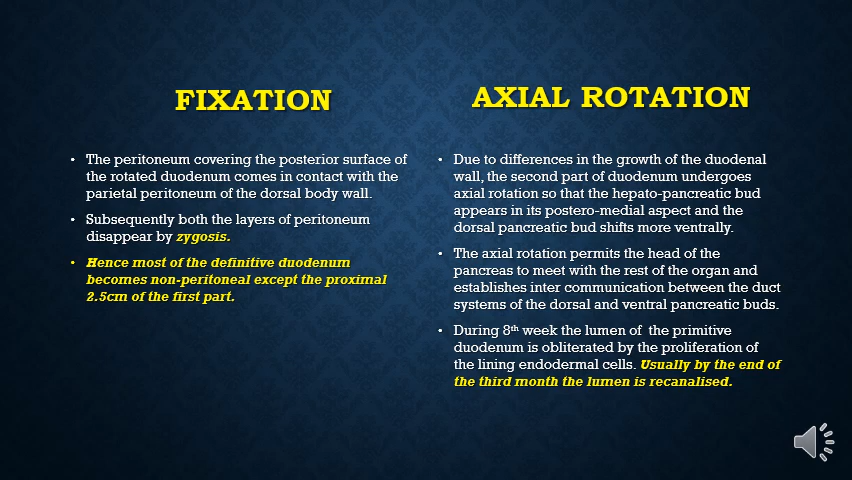 FIXATION
• The peritoneum covering the posterior surface of
the rotated duodenum comes in contact with the
parietal peritoneum of the dorsal body wall.
• Subsequently both the layers of peritoneum
disappear by zygosis.
• Hence most of the definitive duodenum
becomes non-peritoneal except the proximal
2.5cm of the first part.
AXIAL ROTATION
• Due to differences in the growth of the duodenal
wall, the second part of duodenum undergoes
axial rotation so that the hepato-pancreatic bud
appears in its postero-medial aspect and the
dorsal pancreatic bud shifts more ventrally.
• The axial rotation permits the head of the
pancreas to meet with the rest of the organ and
establishes inter communication between the duct
systems of the dorsal and ventral pancreatic buds.
• During 8th week the lumen of the primitive
duodenum is obliterated by the proliferation of
the lining endodermal cells. Usually by the end of
the third month the lumen is recanalised.